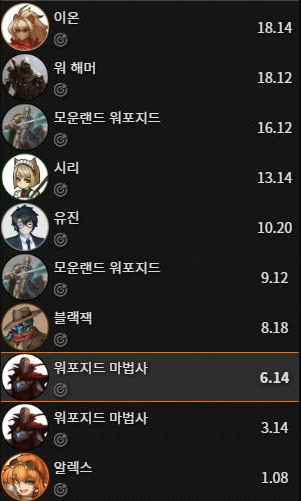 이온
18.14
워 해머
18.12
모운랜드 워포지드
16.12
시리
13.14
유진
10.20
모운랜드 워포지드
9.12
블랙잭
8.18
워포지드 마법사
6.14
워포지드 마법사
3.14
알렉스
1.08